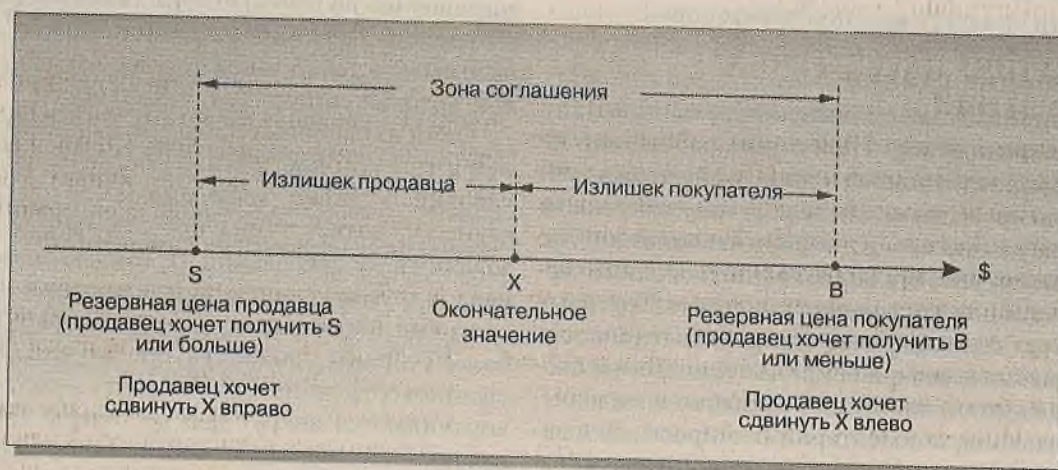 Зона соглашения
Излишек продавца
Излишек покупателя
$
S
X
B
Резервная цена продавца
(продавец хочет получить S
или больше)
Окончательное
значение
Резервная цена покупателя
(продавец хочет получить B
или меньше)
Продавец хочет
сдвинуть X вправо
Продавец хочет
сдвинуть X влево